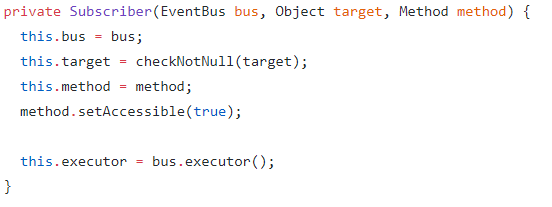 private Subscriber(EventBus bus, Object target, Method method) {
  this.bus = bus;
  this.target = checkNotNull(target);
  this.method = method;
  method.setAccessible(true);

  this.executor = bus.executor();
}